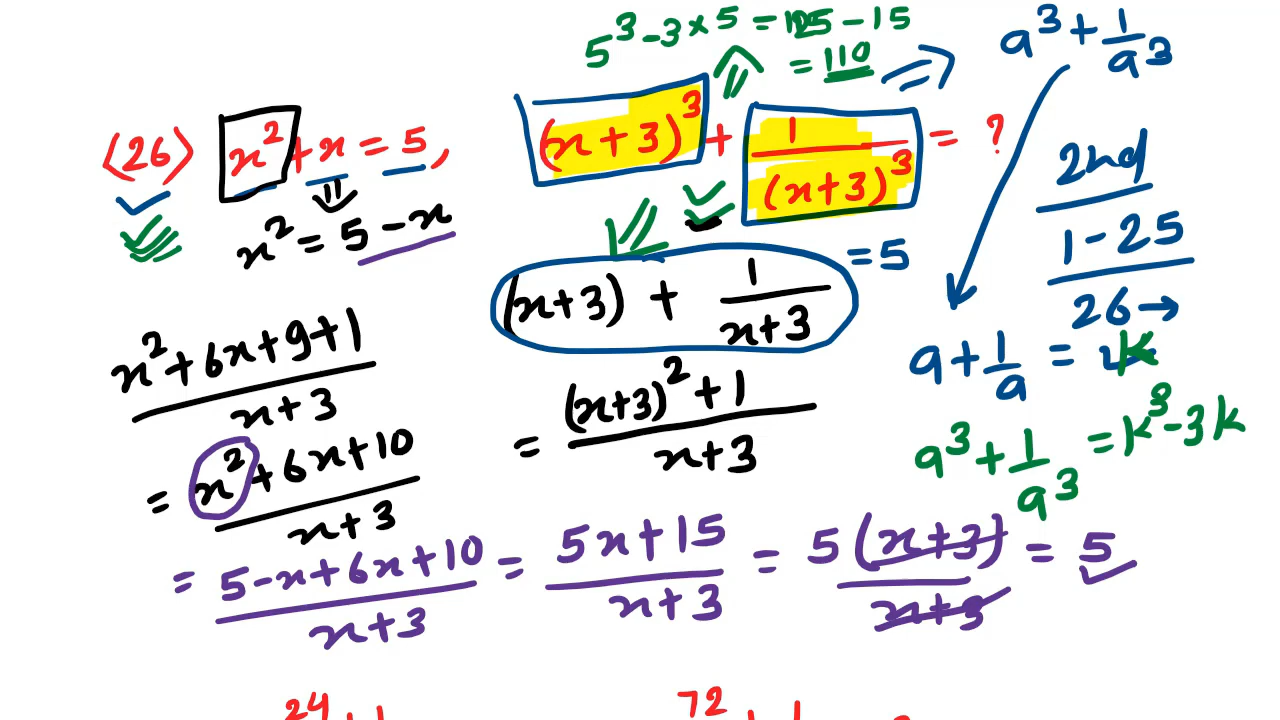 5³ - 3 × 5 = 125 - 15
= 110
a³ + 1/a³
(26) x² + x = 5, (x + 3)³ + 1/(x+3)³ = ?
2nd
1 - 25
26 →
x² = 5 - x
(x+3) + 1/(x+3) = 5
a + 1/a = k
(x² + 6x + 9 + 1)/(x+3)
= ((x+3)² + 1)/(x+3)
a³ + 1/a³ = k³ - 3k
= (x² + 6x + 10)/(x+3)
= (5 - x + 6x + 10)/(x+3) = (5x + 15)/(x+3) = 5(x+3)/(x+3) = 5
24 72